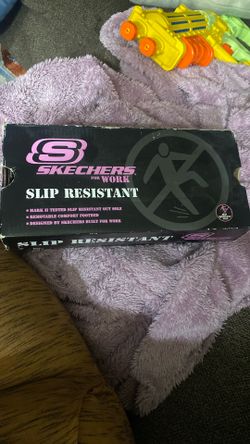 S
SKECHERS
FOR WORK
SLIP RESISTANT
MARK II TESTED SLIP RESISTANT OUT SOLE
REMOVABLE COMFORT FOOTBED
DESIGNED BY SKECHERS BUILT FOR WORK
SLIP RESISTANT